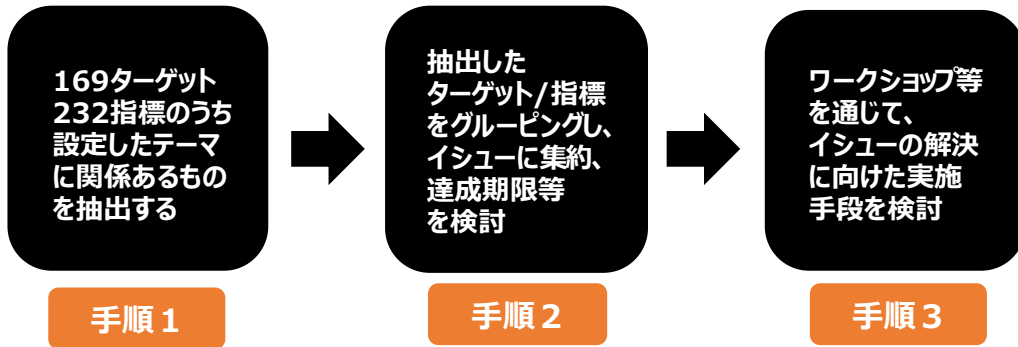 169ターゲット
232指標のうち
設定したテーマ
に関係あるもの
を抽出する
抽出した
ターゲット/指標
をグルーピングし、
イシューに集約、
達成期限等
を検討
ワークショップ等
を通じて、
イシューの解決
に向けた実施
手段を検討
手順１
手順２
手順３